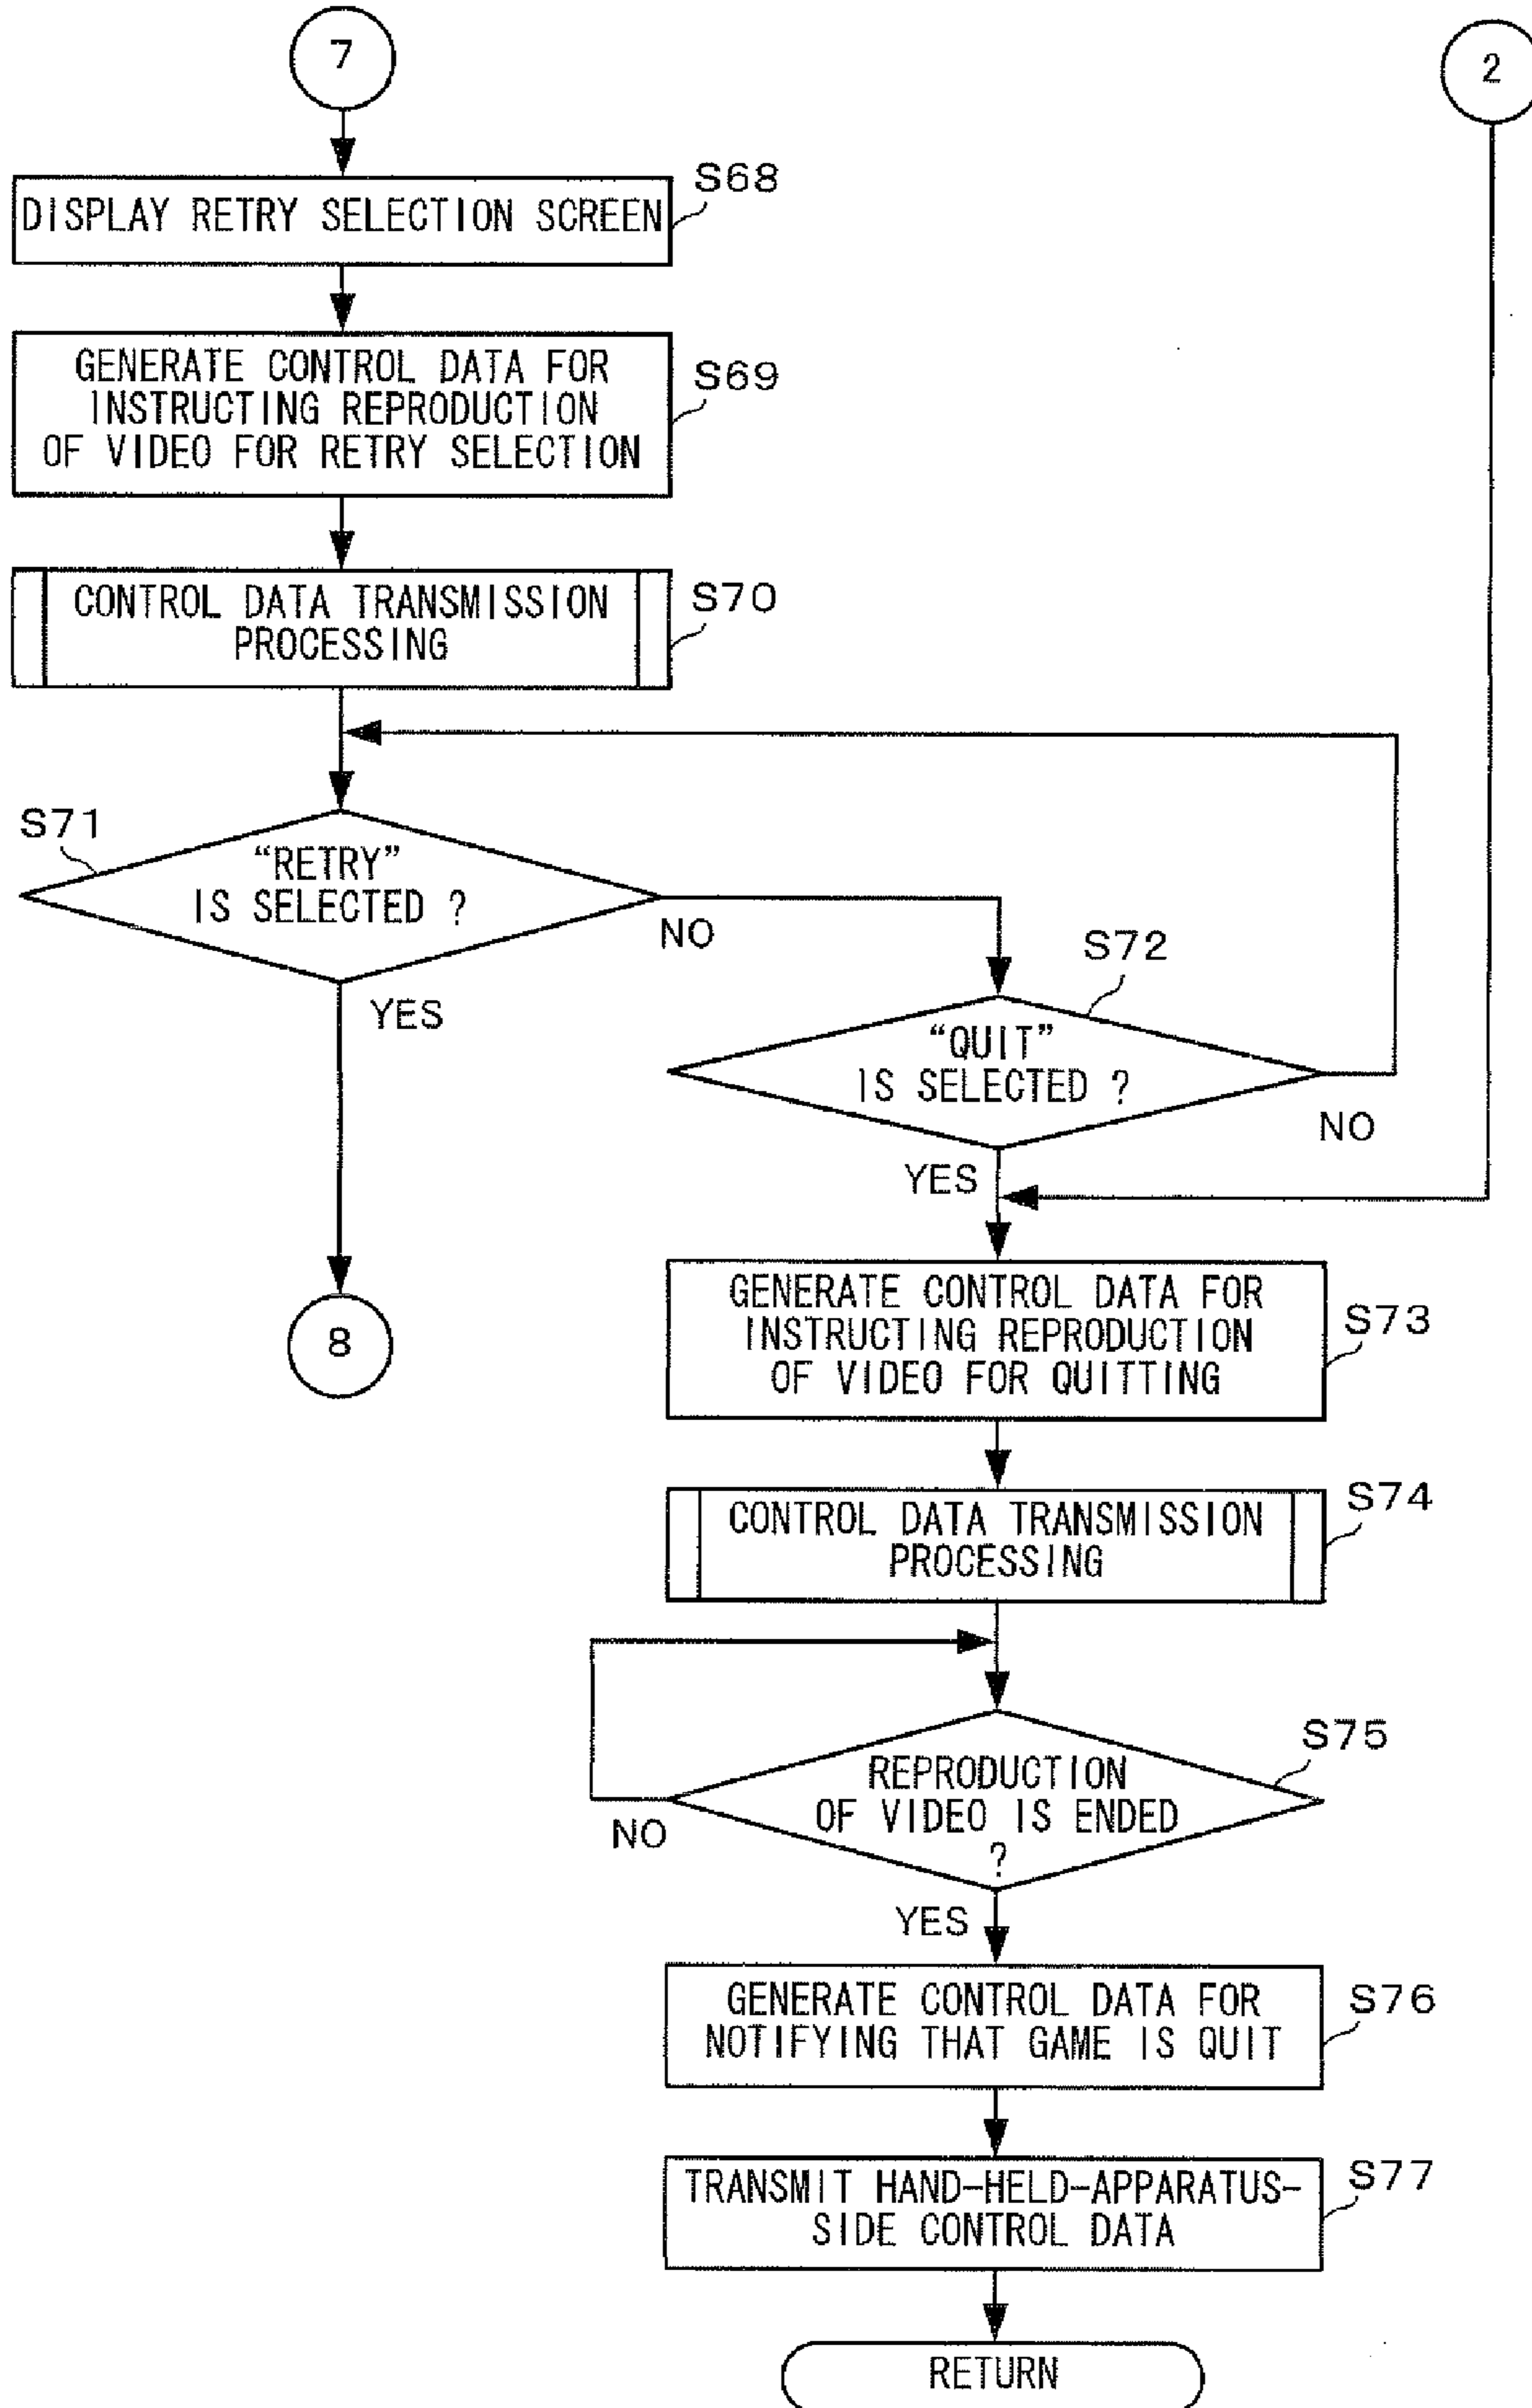 7
2
S68
DISPLAY RETRY SELECTION SCREEN
S69
GENERATE CONTROL DATA FOR
INSTRUCTING REPRODUCTION
OF VIDEO FOR RETRY SELECTION
S70
CONTROL DATA TRANSMISSION
PROCESSING
S71
“RETRY”
IS SELECTED ?
NO
YES
S72
“QUIT”
IS SELECTED ?
NO
YES
8
S73
GENERATE CONTROL DATA FOR
INSTRUCTING REPRODUCTION
OF VIDEO FOR QUITTING
S74
CONTROL DATA TRANSMISSION
PROCESSING
S75
REPRODUCTION
OF VIDEO IS ENDED
?
NO
YES
S76
GENERATE CONTROL DATA FOR
NOTIFYING THAT GAME IS QUIT
S77
TRANSMIT HAND-HELD-APPARATUS-
SIDE CONTROL DATA
RETURN